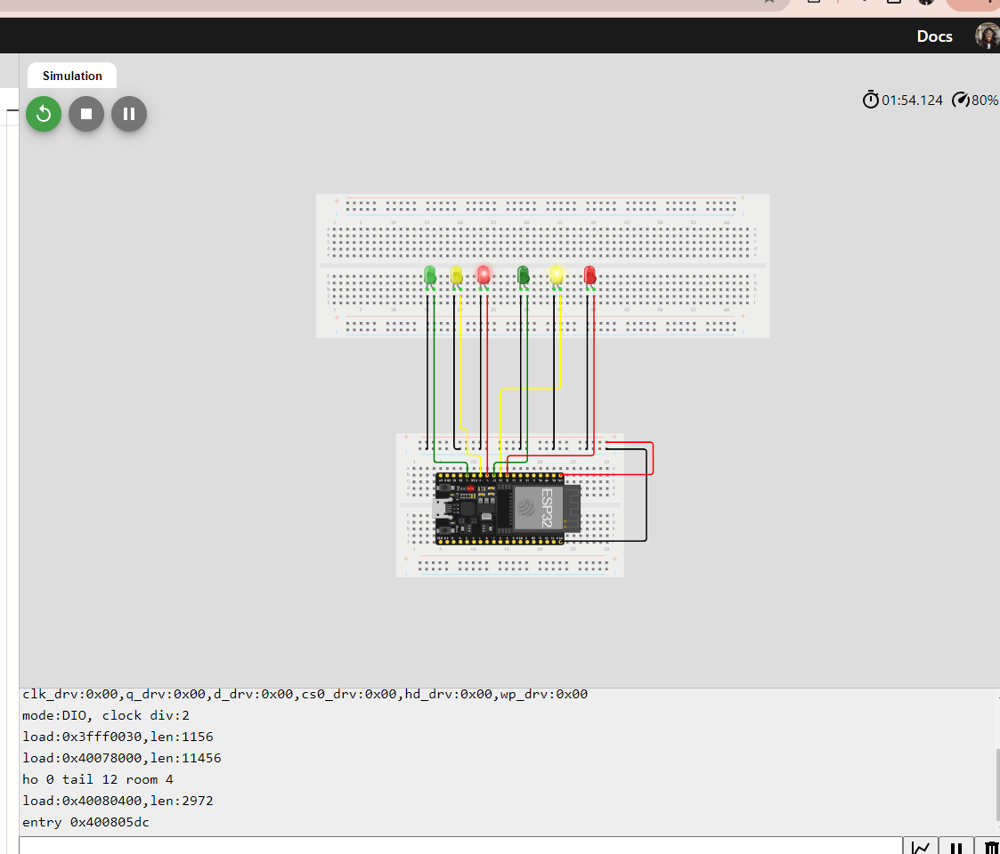 Docs
Simulation
01:54.124 80%
ESP32
clk_drv:0x00,q_drv:0x00,d_drv:0x00,cs0_drv:0x00,hd_drv:0x00,wp_drv:0x00
mode:DIO, clock div:2
load:0x3fff0030,len:1156
load:0x40078000,len:11456
ho 0 tail 12 room 4
load:0x40080400,len:2972
entry 0x400805dc